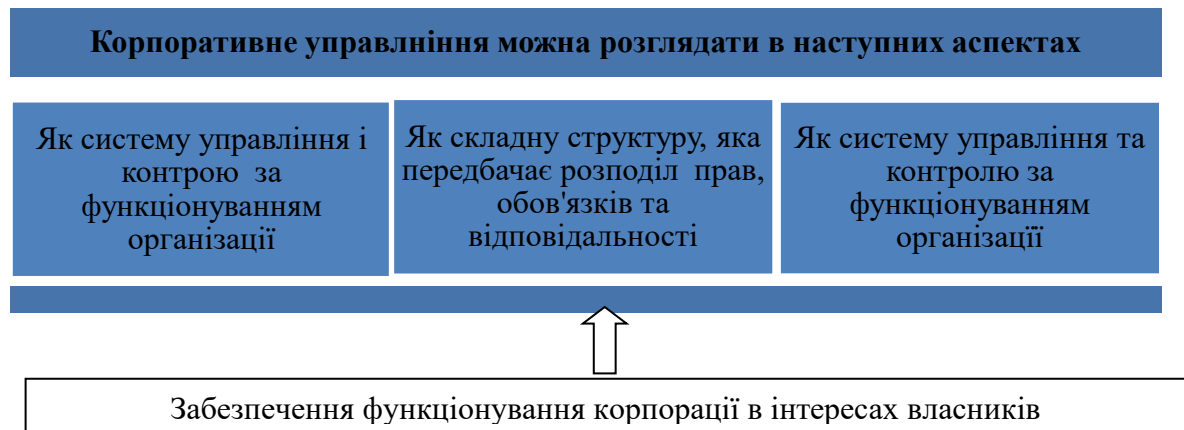 Корпоративне управлніння можна розглядати в наступних аспектах
Як систему управління і
контрою за
функціонуванням
організації
Як складну структуру, яка
передбачає розподіл прав,
обов'язків та
відповідальності
Як систему управління та
контролю за
функціонуванням
організації
Забезпечення функціонування корпорації в інтересах власників